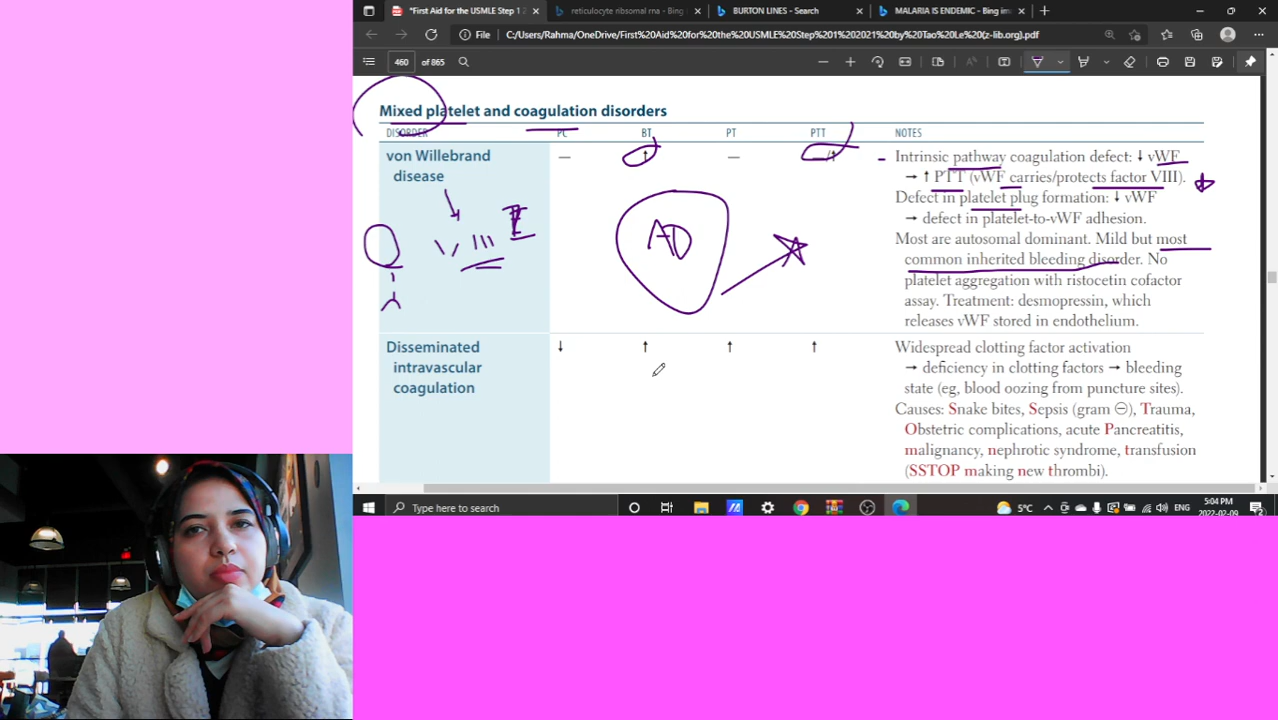 *First Aid for the USMLE Step 1 2
reticulocyte ribsomal rna - Bing
BURTON LINES - Search
MALARIA IS ENDEMIC - Bing im
File C:/Users/Rahma/OneDrive/First%20Aid%20for%20the%20USMLE%20Step%201%202021%20by%20Tao%20Le%20(z-lib.org).pdf
460 of 865
Mixed platelet and coagulation disorders
DISORDER PC BT PT PTT NOTES
von Willebrand disease — ↑ — —/↑ Intrinsic pathway coagulation defect: ↓ vWF
→ ↑ PTT (vWF carries/protects factor VIII).
Defect in platelet plug formation: ↓ vWF
→ defect in platelet-to-vWF adhesion.
Most are autosomal dominant. Mild but most
common inherited bleeding disorder. No
platelet aggregation with ristocetin cofactor
assay. Treatment: desmopressin, which
releases vWF stored in endothelium.
AD
Disseminated intravascular coagulation ↓ ↑ ↑ ↑ Widespread clotting factor activation
→ deficiency in clotting factors → bleeding
state (eg, blood oozing from puncture sites).
Causes: Snake bites, Sepsis (gram ⊖), Trauma,
Obstetric complications, acute Pancreatitis,
malignancy, nephrotic syndrome, transfusion
(SSTOP making new thrombi).
Type here to search
5°C
ENG
5:04 PM
2022-02-09